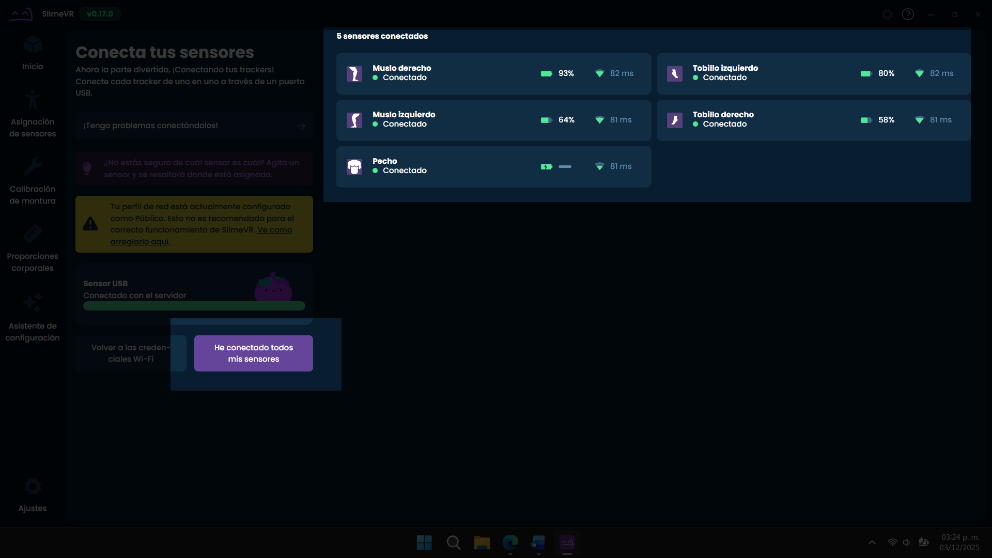 SlimeVR
v0.17.0
Inicio
Asignación
de sensores
Calibración
de montura
Proporciones
corporales
Asistente de
configuración
Ajustes
Conecta tus sensores
Ahora la parte divertida, ¡Conectando tus trackers!
Conecte cada tracker de uno en uno a través de un puerto
USB.
¡Tengo problemas conectándolos!
¿No estás seguro de cuál sensor es cuál? Agita un
sensor y se resaltará donde está asignado.
Tu perfil de red está actualmente configurado
como Público. Esto no es recomendado para el
correcto funcionamiento de SlimeVR. Ve como
arreglarlo aquí.
Sensor USB
Conectado con el servidor
Volver a las creden-
ciales Wi-Fi
He conectado todos
mis sensores
5 sensores conectados
Muslo derecho
Conectado
93%
82 ms
Tobillo izquierdo
Conectado
80%
82 ms
Muslo izquierdo
Conectado
64%
81 ms
Tobillo derecho
Conectado
58%
81 ms
Pecho
Conectado
81 ms
03:24 p. m.
03/12/2025